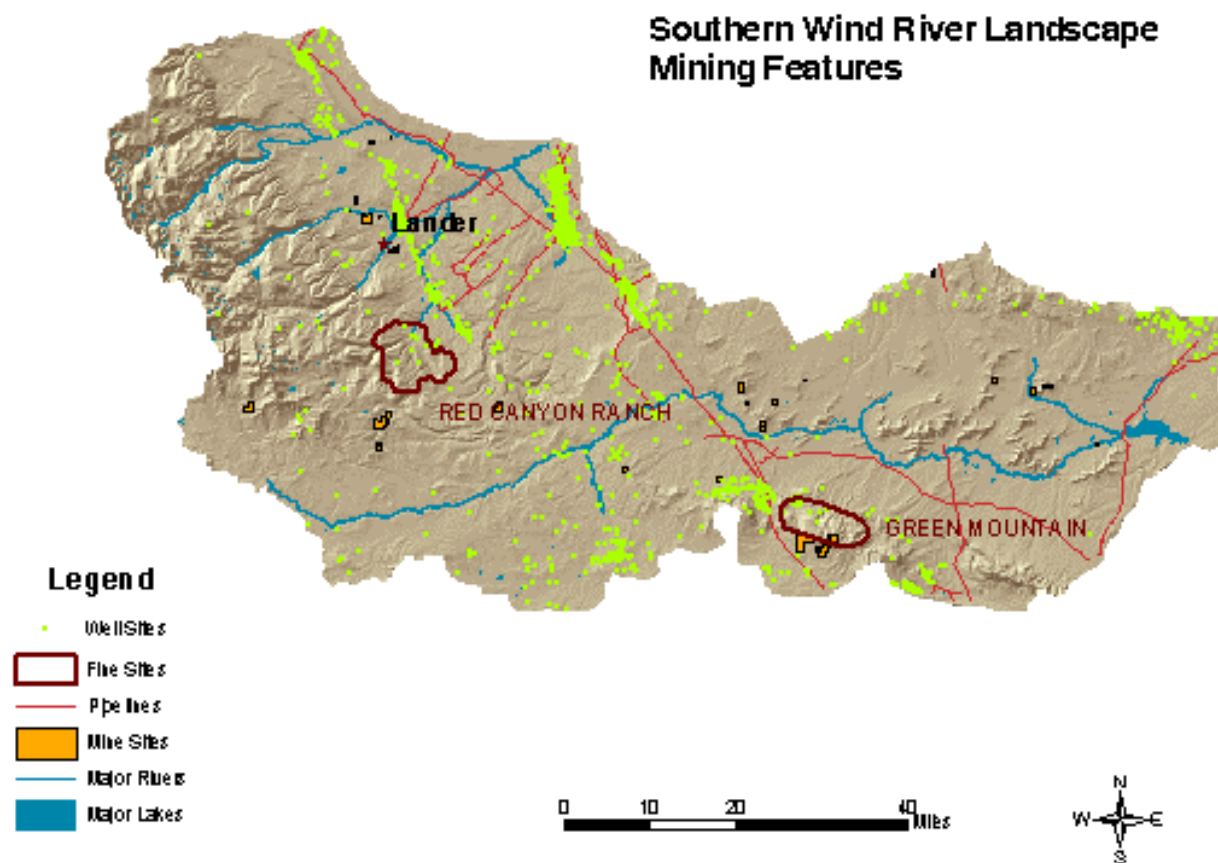 Southern Wind River Landscape
Mining Features
Lander
RED CANYON RANCH
GREEN MOUNTAIN
Legend
Well Sites
Fire Sites
Pipelines
Mine Sites
Major Rivers
Major Lakes
0 10 20 40
Miles
N
W E
S